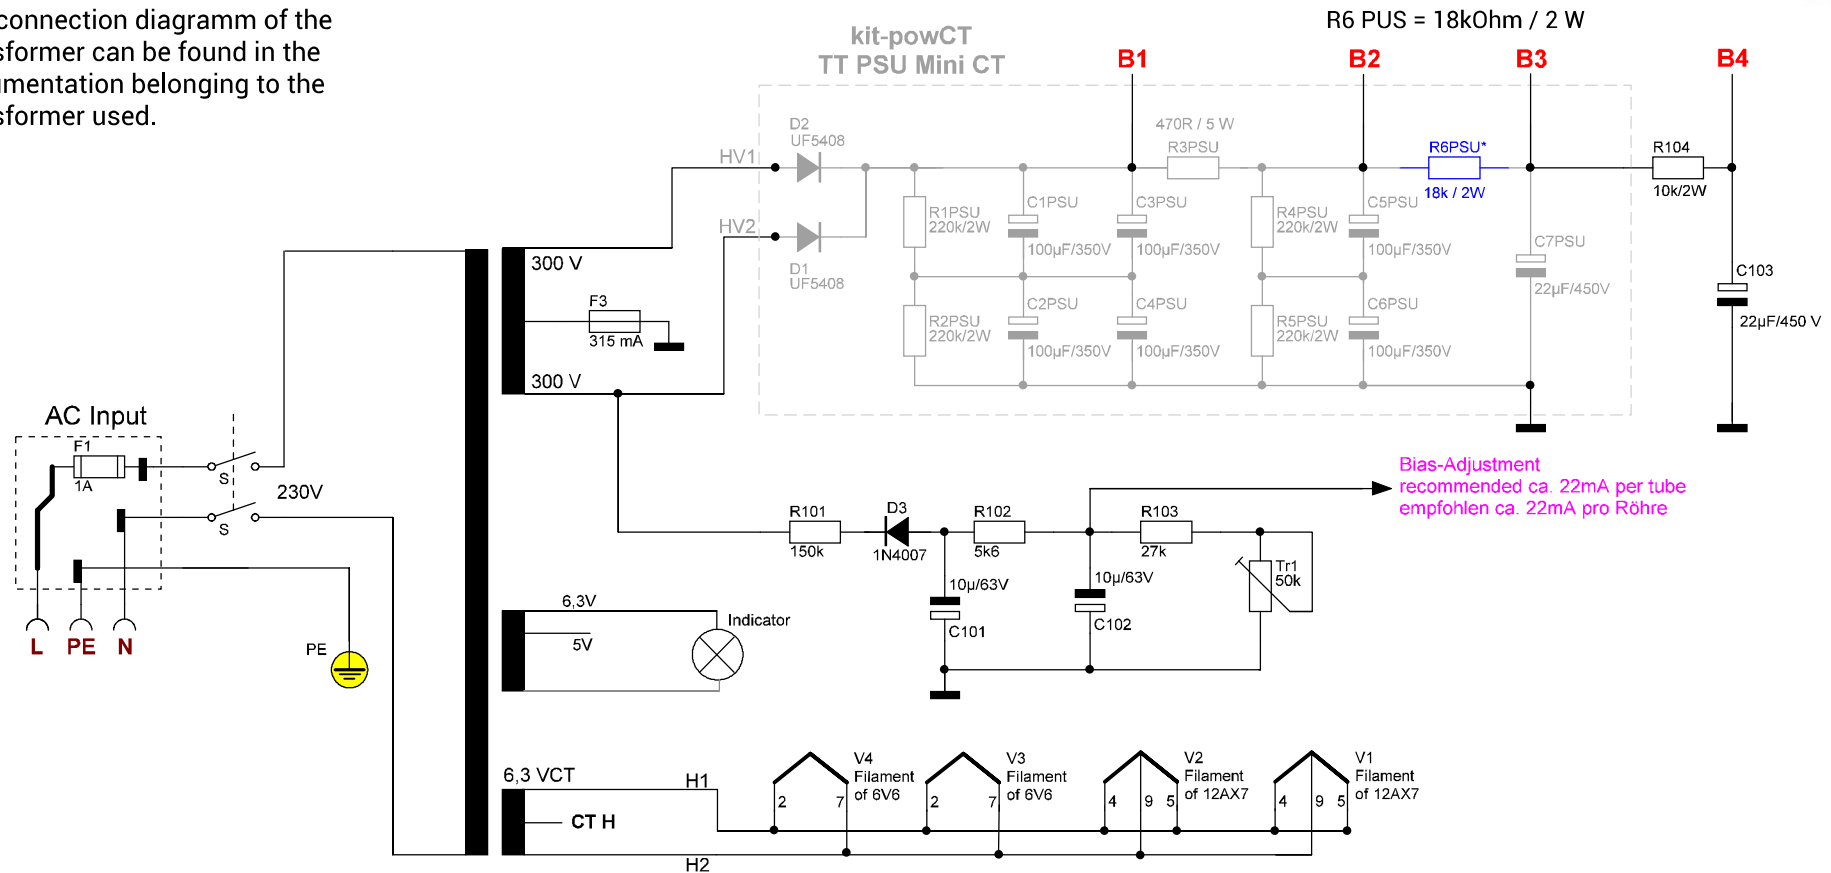 connection diagramm of the
sformer can be found in the
umentation belonging to the
sformer used.
R6 PUS = 18kOhm / 2 W
kit-powCT
TT PSU Mini CT
B1
B2
B3
B4
D2
UF5408
470R / 5 W
HV1
R3PSU
R6PSU*
18k / 2W
R104
10k/2W
HV2
R1PSU
220k/2W
C1PSU
100µF/350V
C3PSU
100µF/350V
R4PSU
220k/2W
C5PSU
100µF/350V
C7PSU
22µF/450V
D1
UF5408
C103
22µF/450 V
300 V
F3
315 mA
R2PSU
220k/2W
C2PSU
100µF/350V
C4PSU
100µF/350V
R5PSU
220k/2W
C6PSU
100µF/350V
300 V
AC Input
F1
1A
S
230V
S
L
PE
N
PE
Bias-Adjustment
recommended ca. 22mA per tube
empfohlen ca. 22mA pro Röhre
R101
150k
D3
1N4007
R102
5k6
R103
27k
Tr1
50k
10µ/63V
C101
10µ/63V
C102
6,3V
5V
Indicator
6,3 VCT
H1
CT H
H2
V4
Filament
of 6V6
2
7
V3
Filament
of 6V6
2
7
V2
Filament
of 12AX7
4
9
5
V1
Filament
of 12AX7
4
9
5